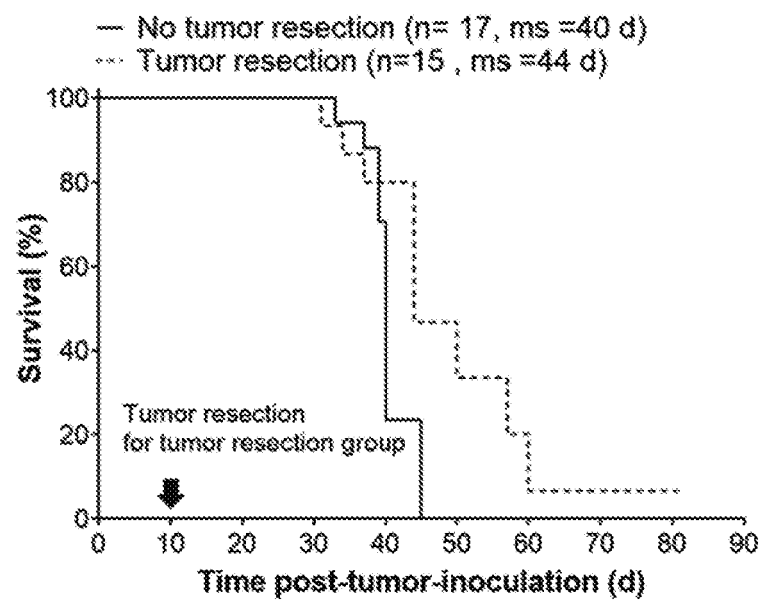 No tumor resection (n= 17, ms =40 d)
Tumor resection (n=15 , ms =44 d)
100
80
60
40
20
0
Survival (%)
Tumor resection
for tumor resection group
0 10 20 30 40 50 60 70 80 90
Time post-tumor-inoculation (d)